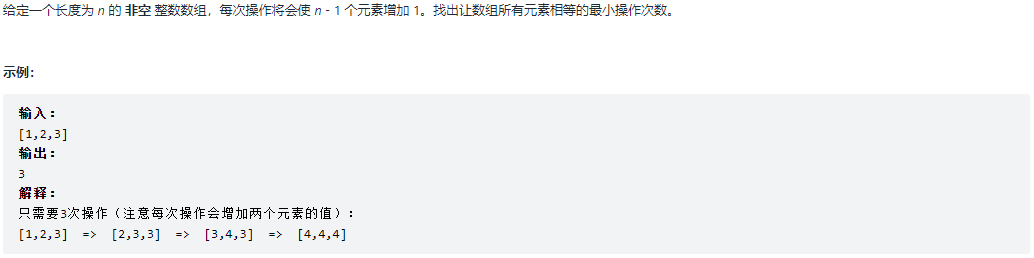 给定一个长度为 n 的 非空 整数数组，每次操作将会使 n - 1 个元素增加 1。找出让数组所有元素相等的最小操作次数。
示例:
输入:
[1,2,3]
输出:
3
解释:
只需要3次操作（注意每次操作会增加两个元素的值）:
[1,2,3] => [2,3,3] => [3,4,3] => [4,4,4]